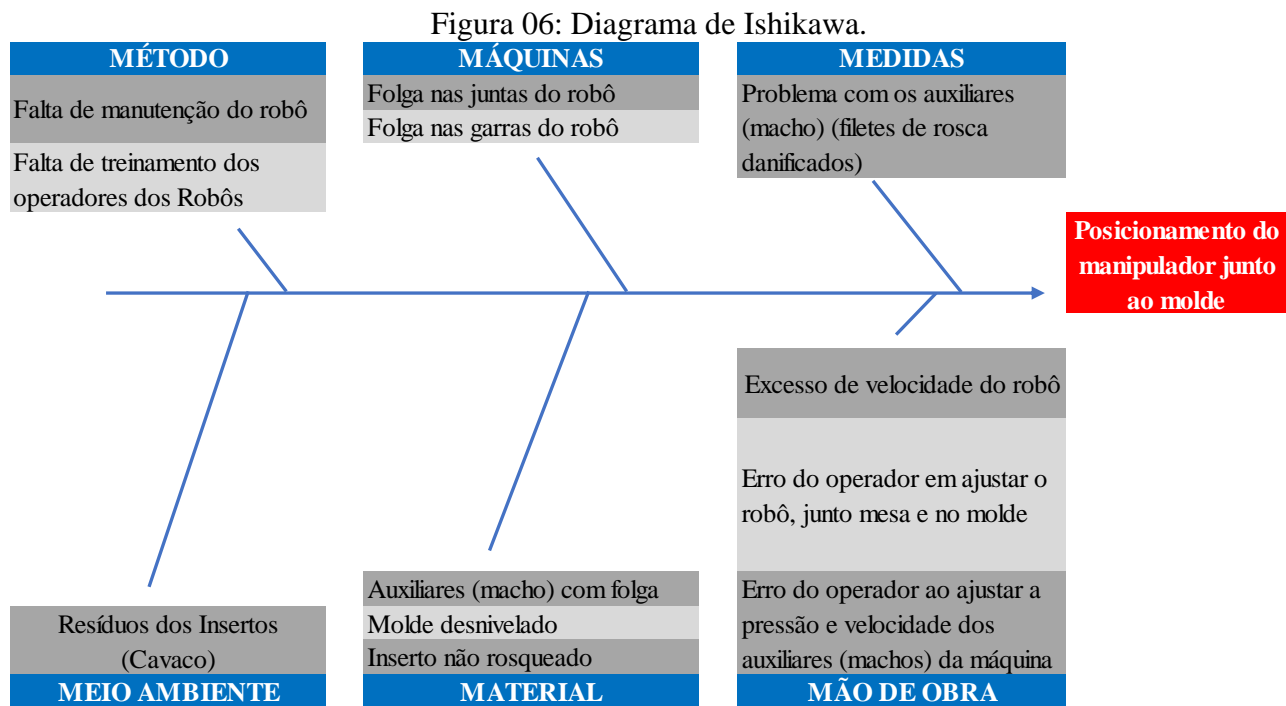 Figura 06: Diagrama de Ishikawa.
MÉTODO
Falta de manutenção do robô
Falta de treinamento dos
operadores dos Robôs
MÁQUINAS
Folga nas juntas do robô
Folga nas garras do robô
MEDIDAS
Problema com os auxiliares
(macho) (filetes de rosca
danificados)
Posicionamento do
manipulador junto
ao molde
Resíduos dos Insertos
(Cavaco)
MEIO AMBIENTE
Auxiliares (macho) com folga
Molde desnivelado
Inserto não rosqueado
MATERIAL
Excesso de velocidade do robô
Erro do operador em ajustar o
robô, junto mesa e no molde
Erro do operador ao ajustar a
pressão e velocidade dos
auxiliares (machos) da máquina
MÃO DE OBRA